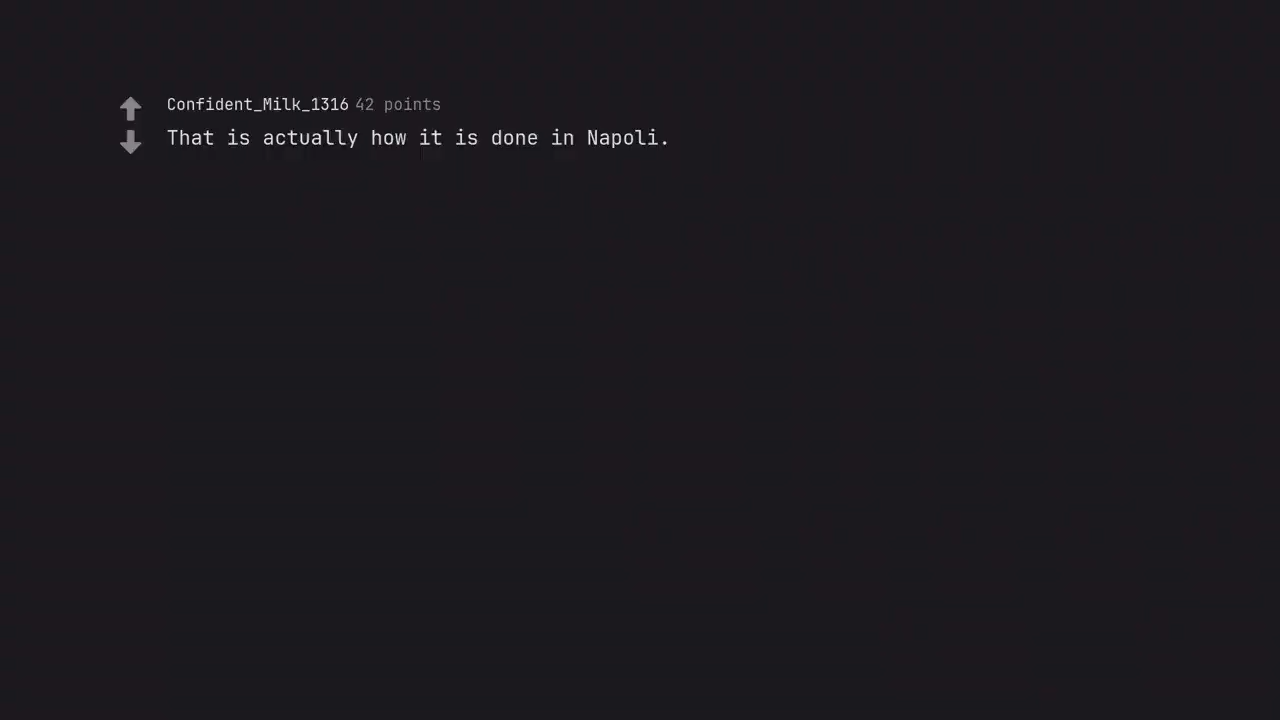 Confident_Milk_1316 42 points
That is actually how it is done in Napoli.